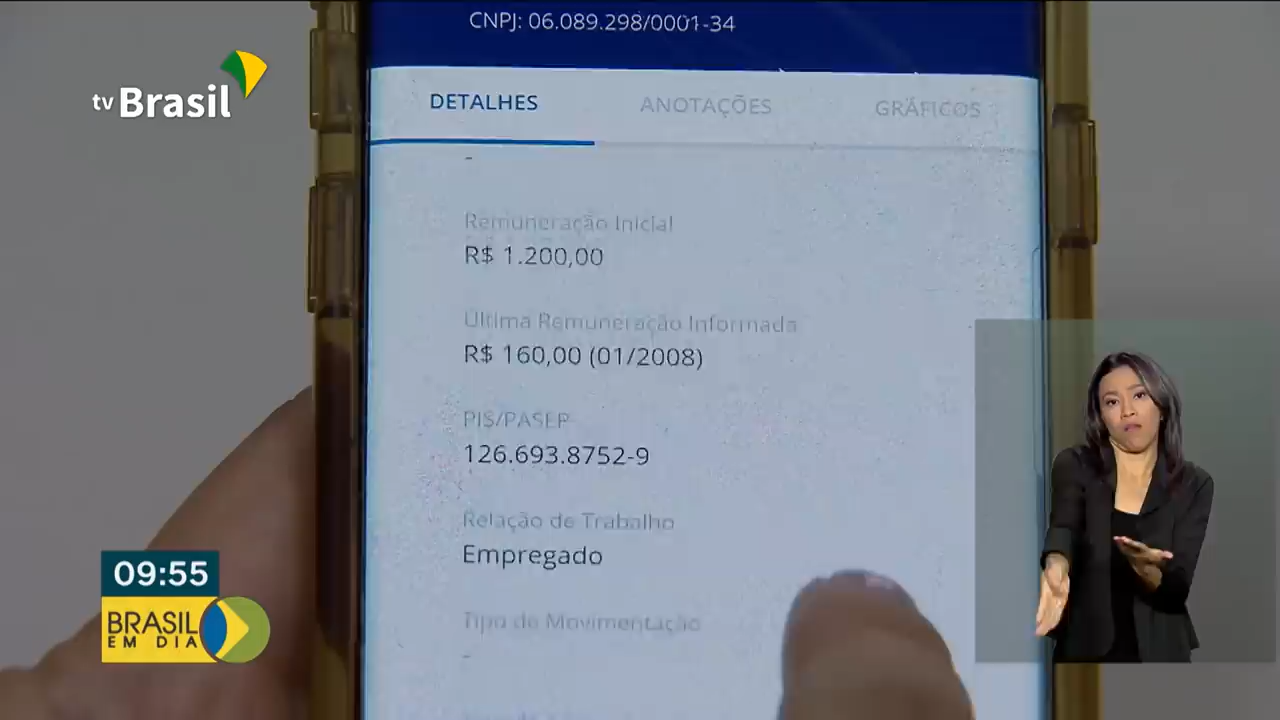 CNPJ: 06.089.298/0001-34
tv Brasil
DETALHES ANOTAÇÕES GRÁFICOS
-
Remuneração Inicial
R$ 1.200,00
Última Remuneração Informada
R$ 160,00 (01/2008)
PIS/PASEP
126.693.8752-9
Relação de Trabalho
Empregado
Tipo de Movimentação
-
09:55
BRASIL
EM DIA